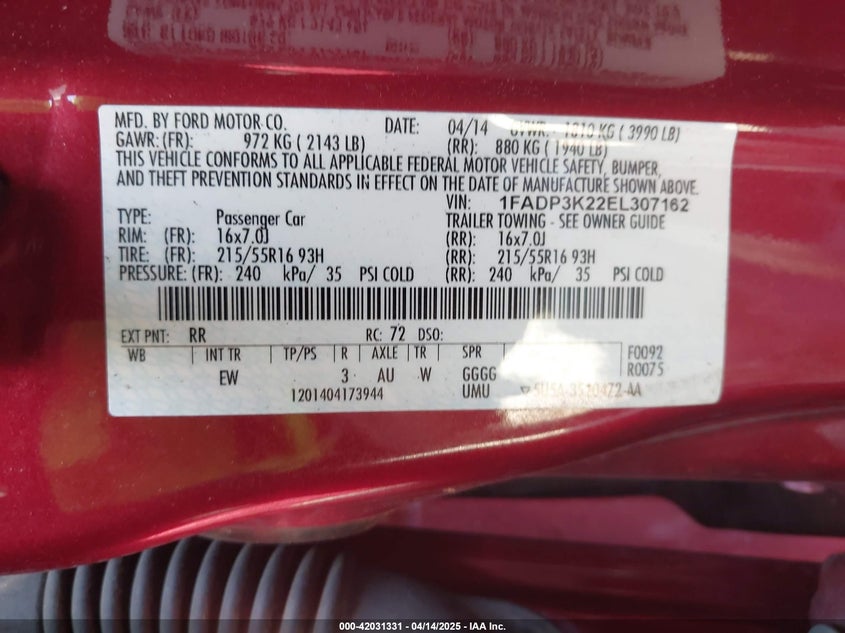 MFD. BY FORD MOTOR CO. DATE: 04/14 GVWR: 1810 KG ( 3990 LB)
GAWR: (FR): 972 KG ( 2143 LB) (RR): 880 KG ( 1940 LB)
THIS VEHICLE CONFORMS TO ALL APPLICABLE FEDERAL MOTOR VEHICLE SAFETY, BUMPER,
AND THEFT PREVENTION STANDARDS IN EFFECT ON THE DATE OF MANUFACTURE SHOWN ABOVE.
VIN: 1FADP3K22EL307162
TYPE: Passenger Car TRAILER TOWING - SEE OWNER GUIDE
RIM: (FR): 16x7.0J (RR): 16x7.0J
TIRE: (FR): 215/55R16 93H (RR): 215/55R16 93H
PRESSURE: (FR): 240 kPa/ 35 PSI COLD (RR): 240 kPa/ 35 PSI COLD
EXT PNT: RR RC: 72 DSO:
WB INT TR TP/PS R AXLE TR SPR F0092
EW 3 AU W GGGG R0075
1201404173944 UMU
000-42031331 - 04/14/2025 - IAA Inc.